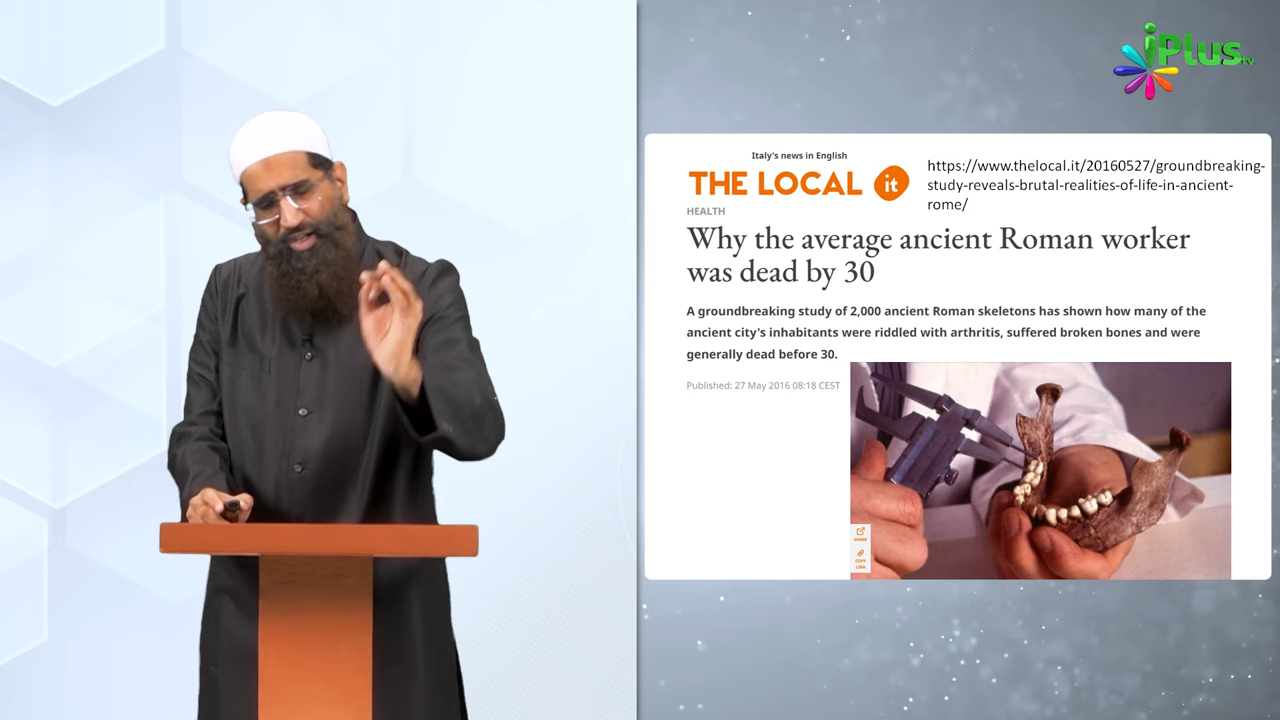 iPlus tv
Italy's news in English
THE LOCAL it
https://www.thelocal.it/20160527/groundbreaking-
study-reveals-brutal-realities-of-life-in-ancient-
rome/
HEALTH
Why the average ancient Roman worker
was dead by 30
A groundbreaking study of 2,000 ancient Roman skeletons has shown how many of the
ancient city's inhabitants were riddled with arthritis, suffered broken bones and were
generally dead before 30.
Published: 27 May 2016 08:18 CEST
SHARE
COPY
LINK